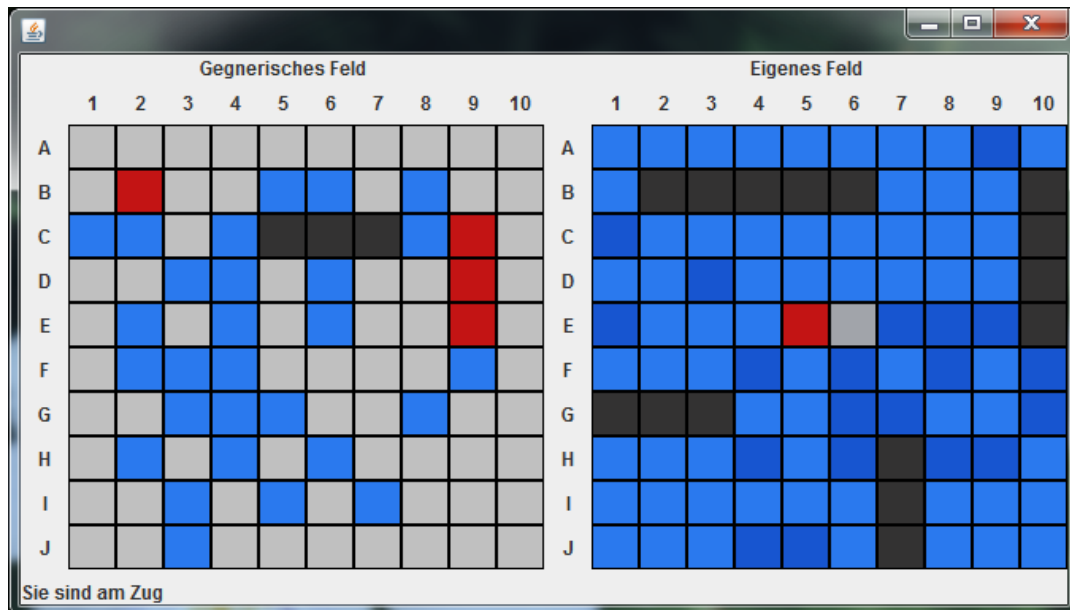 Gegnerisches Feld Eigenes Feld
1 2 3 4 5 6 7 8 9 10 1 2 3 4 5 6 7 8 9 10
A A
B B
C C
D D
E E
F F
G G
H H
I I
J J
Sie sind am Zug